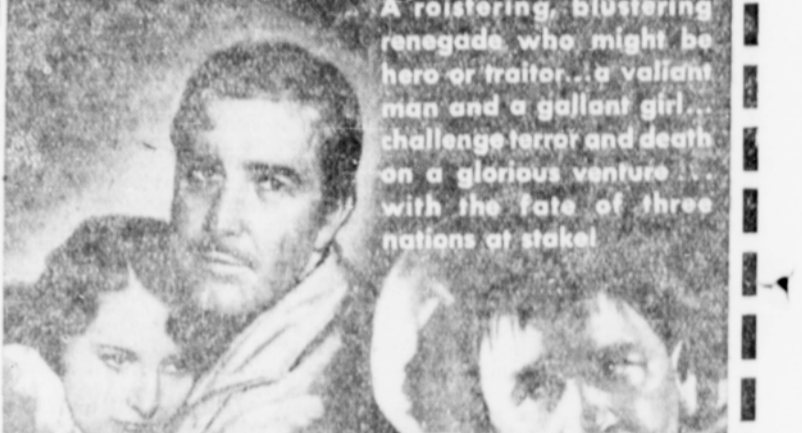 A roistering, blustering
renegade who might be
hero or traitor...a valiant
man and a gallant girl...
challenge terror and death
on a glorious venture ...
with the fate of three
nations at stake!